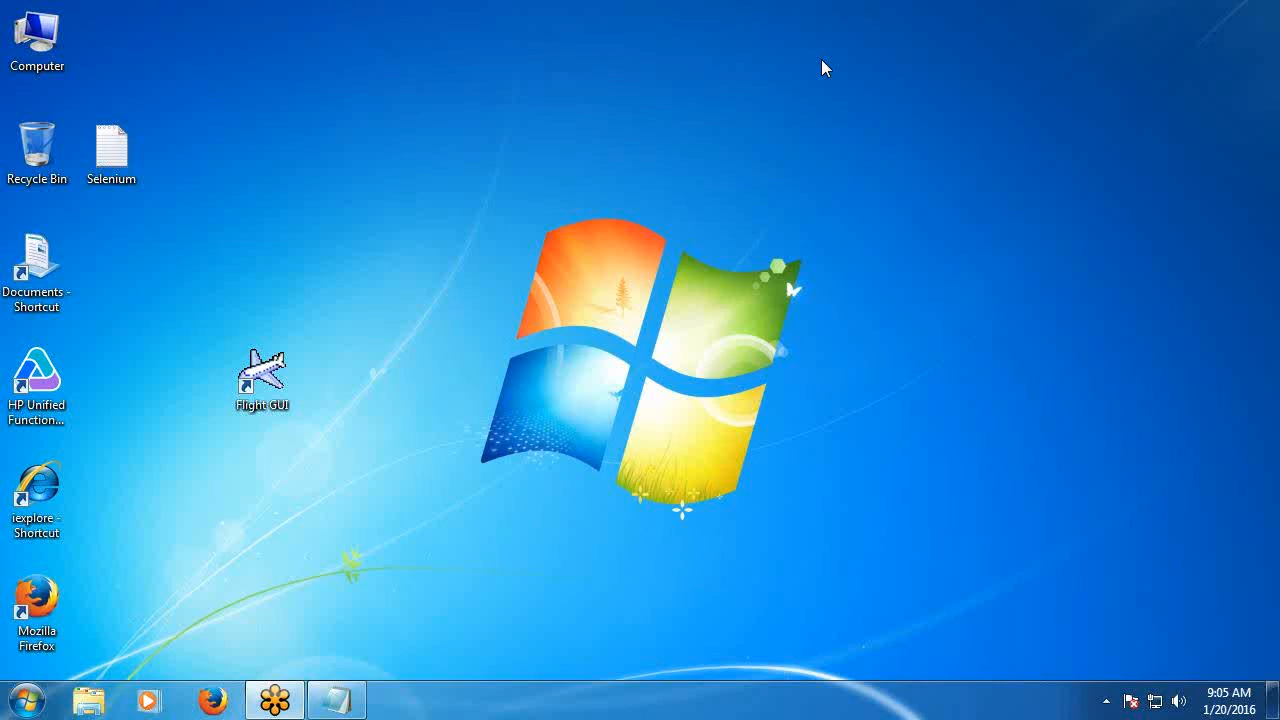 Computer
Recycle Bin
Selenium
Documents -
Shortcut
HP Unified
Function...
Flight GUI
iexplore -
Shortcut
Mozilla
Firefox
9:05 AM
1/20/2016